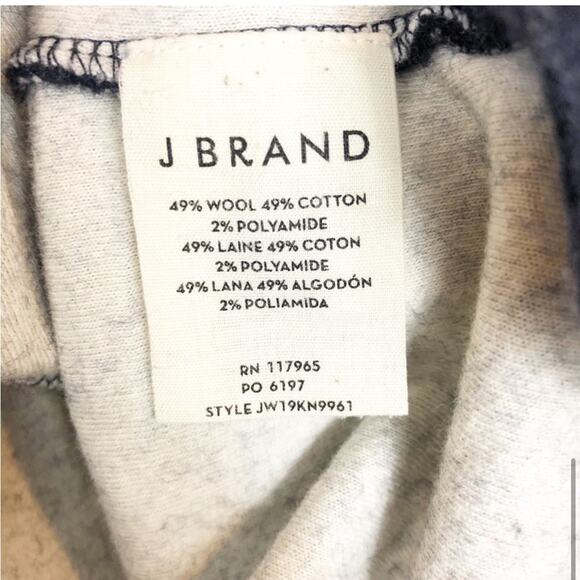 J BRAND
49% WOOL 49% COTTON
2% POLYAMIDE
49% LAINE 49% COTON
2% POLYAMIDE
49% LANA 49% ALGODÓN
2% POLIAMIDA
RN 117965
PO 6197
STYLE JW19KN9961